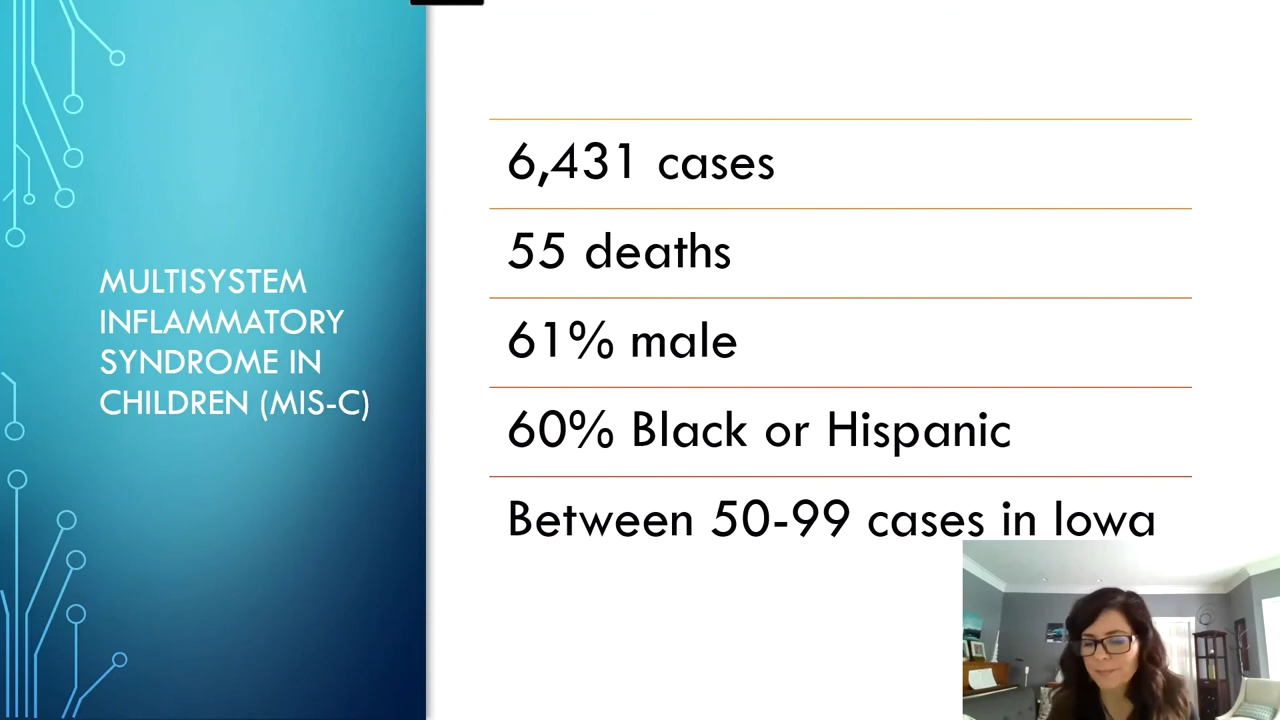 MULTISYSTEM
INFLAMMATORY
SYNDROME IN
CHILDREN (MIS-C)
6,431 cases
55 deaths
61% male
60% Black or Hispanic
Between 50-99 cases in Iowa